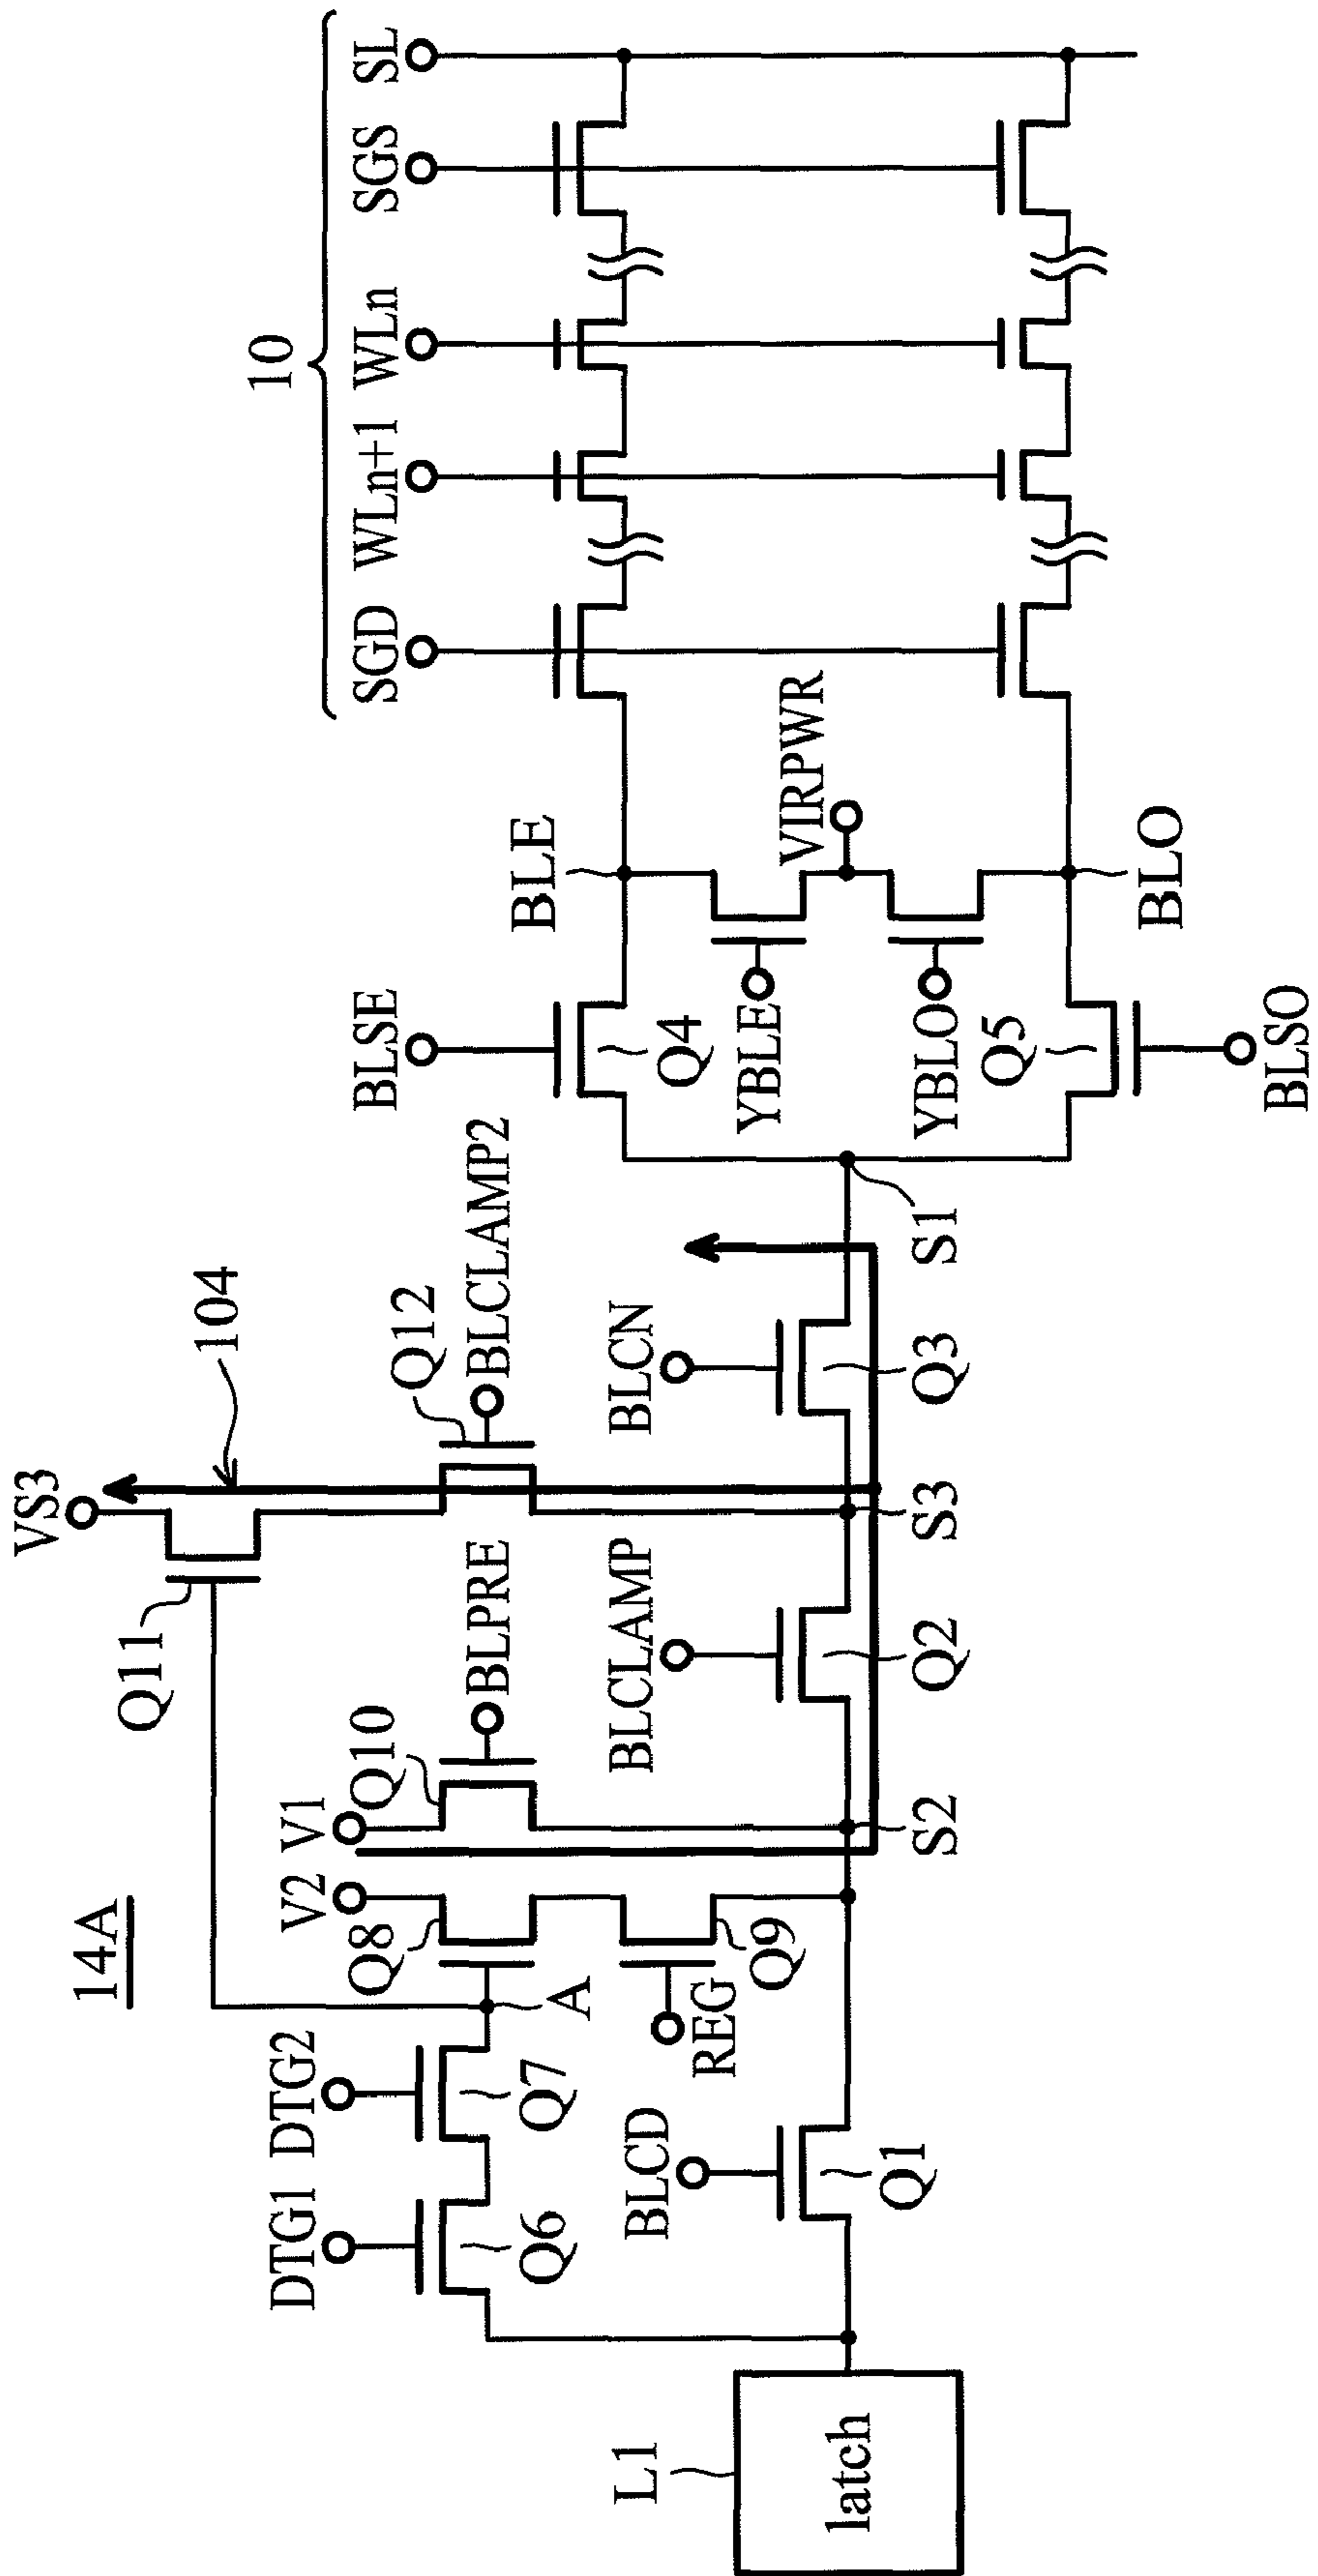 14A
VS3
104
Q11
Q12
BLCLAMP2
DTG1
DTG2
V2
V1
Q10
BLPRE
Q8
A
Q6
Q7
REG
Q9
BLCLAMP
BLCN
BLCD
Q1
S2
Q2
S3
Q3
S1
L1
latch
BLSE
Q4
BLE
YBLE
VIRPWR
YBLO
Q5
BLSO
BLO
10
SGD
WLn+1
WLn
SGS
SL